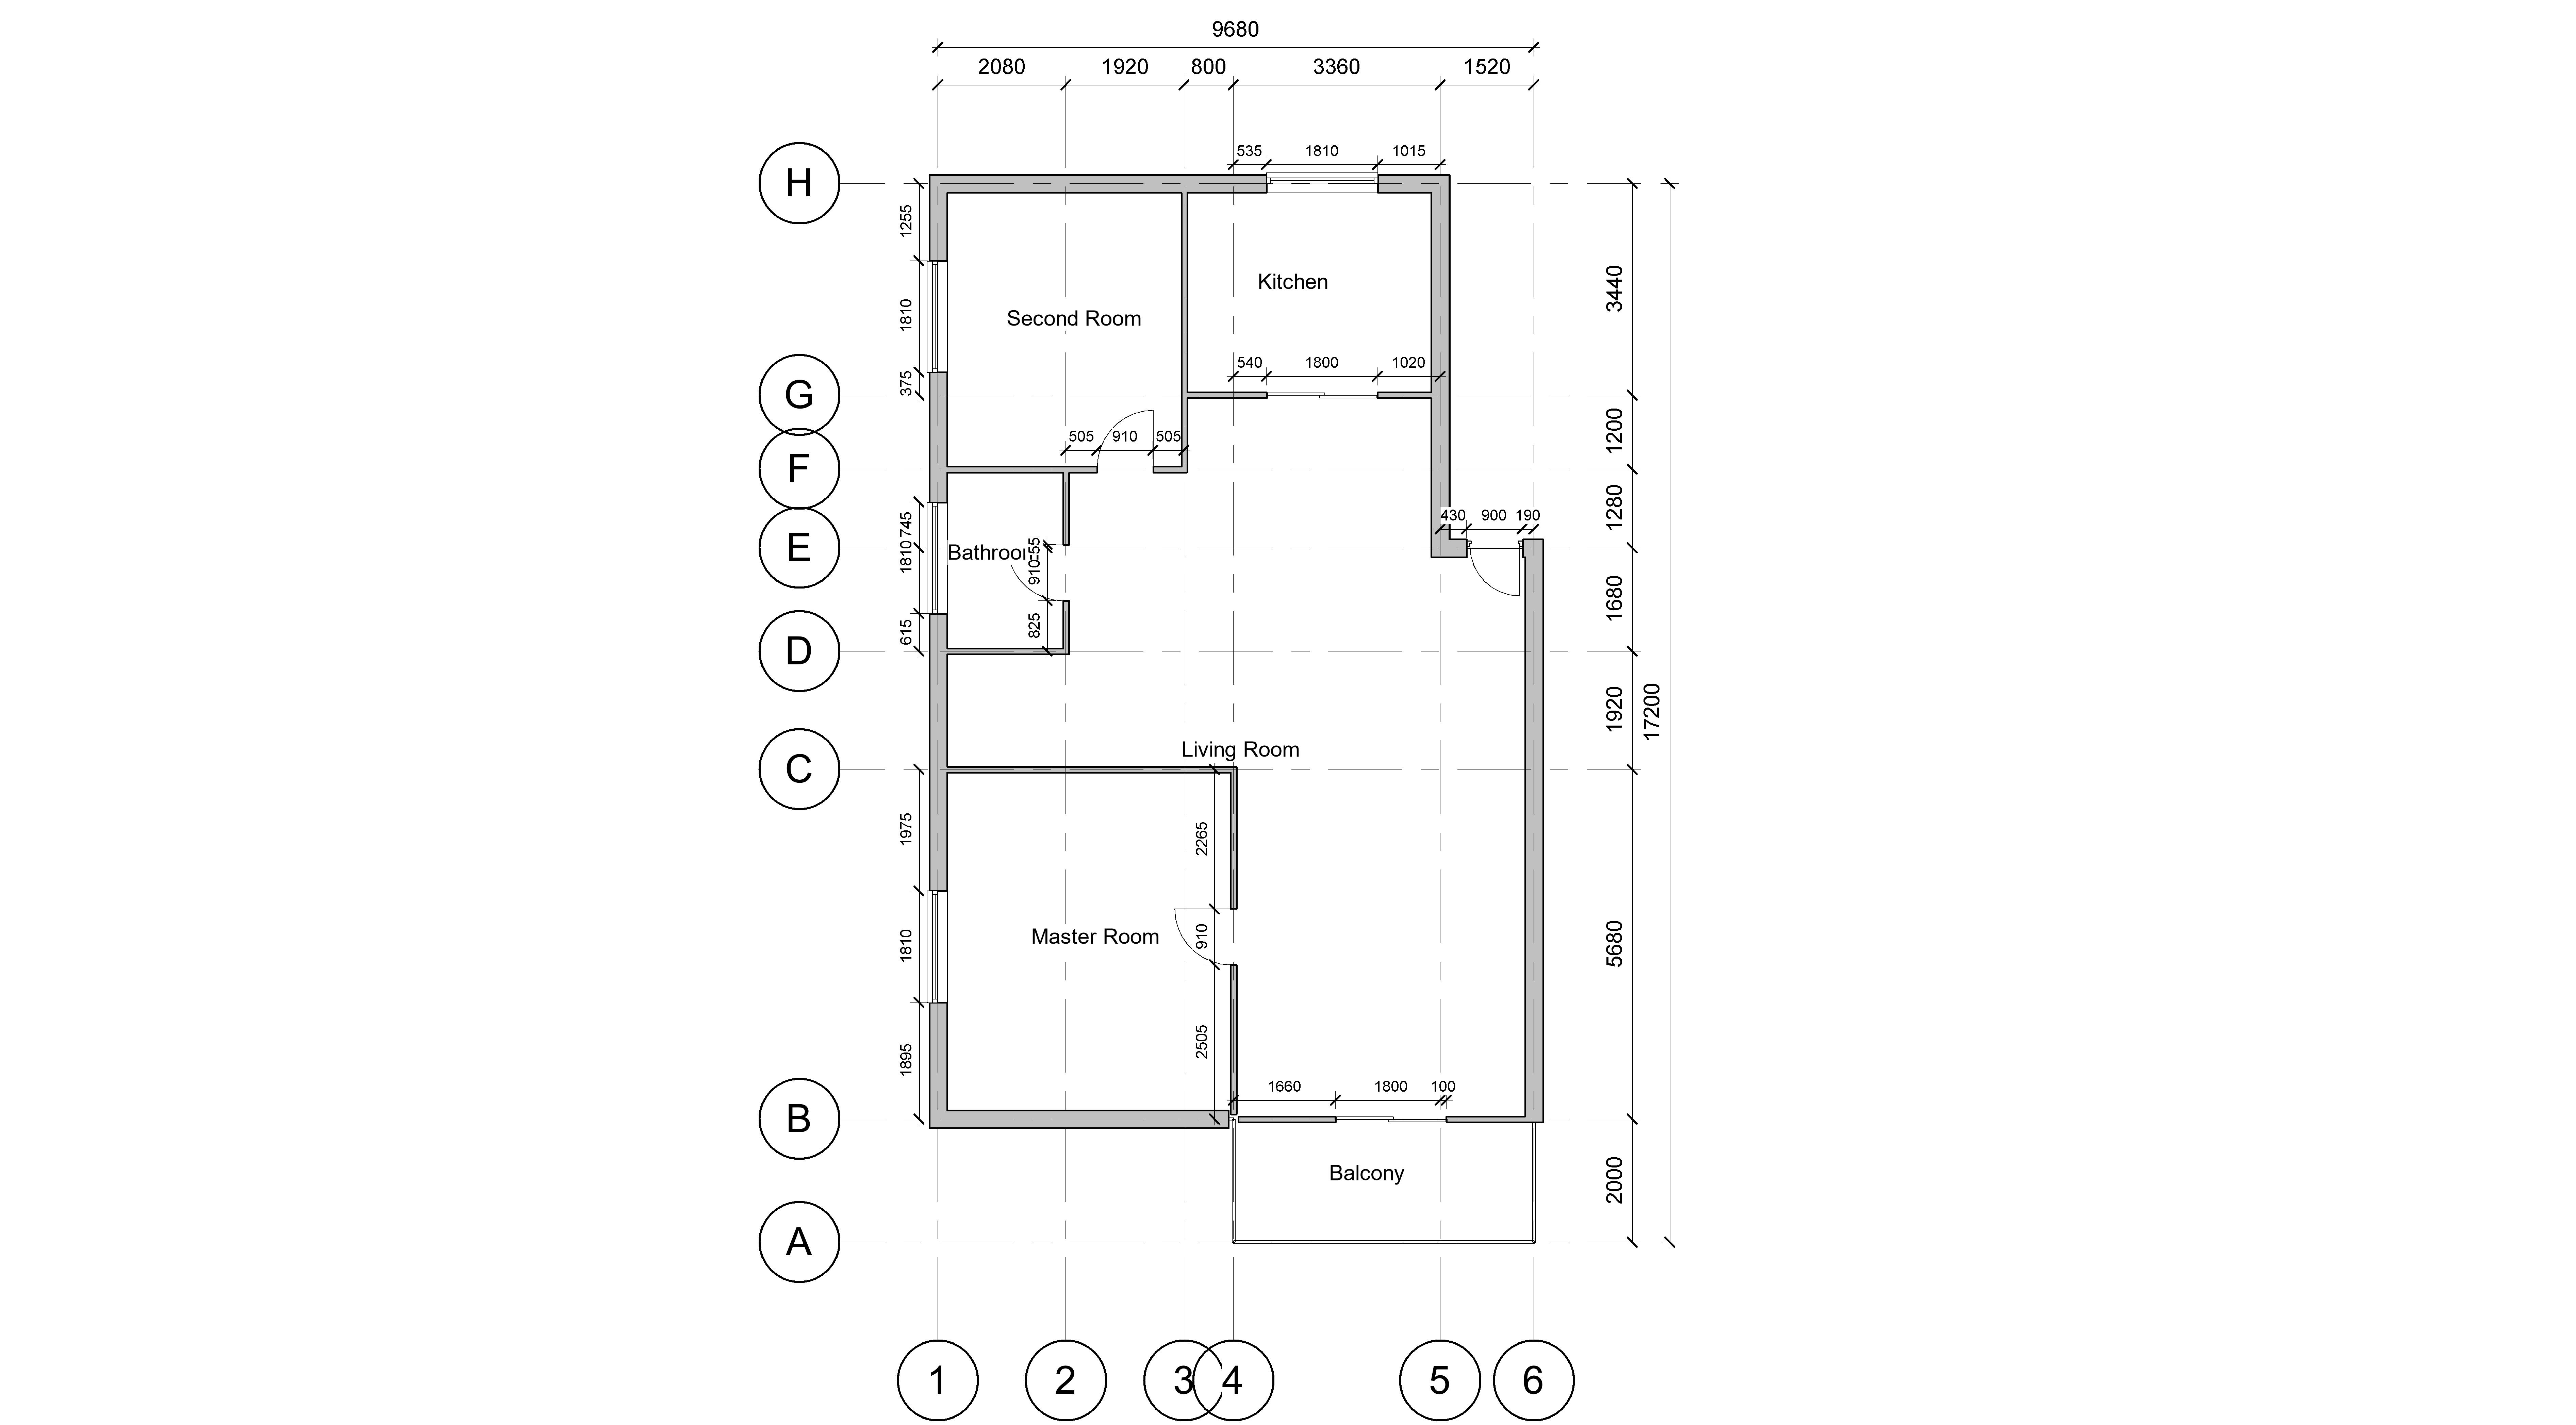 9680
2080 1920 800 3360 1520
535 1810 1015
H
1255
3440
Kitchen
1810
Second Room
540 1800 1020
375
G
1200
505 910 505
F
1280
430 900 190
745
E
Bathroom
55
1810
910
1680
615
825
D
1920
17200
Living Room
C
1975
2265
1810
Master Room
910
5680
1895
2505
1660 1800 100
B
Balcony
2000
A
1 2 3 4 5 6